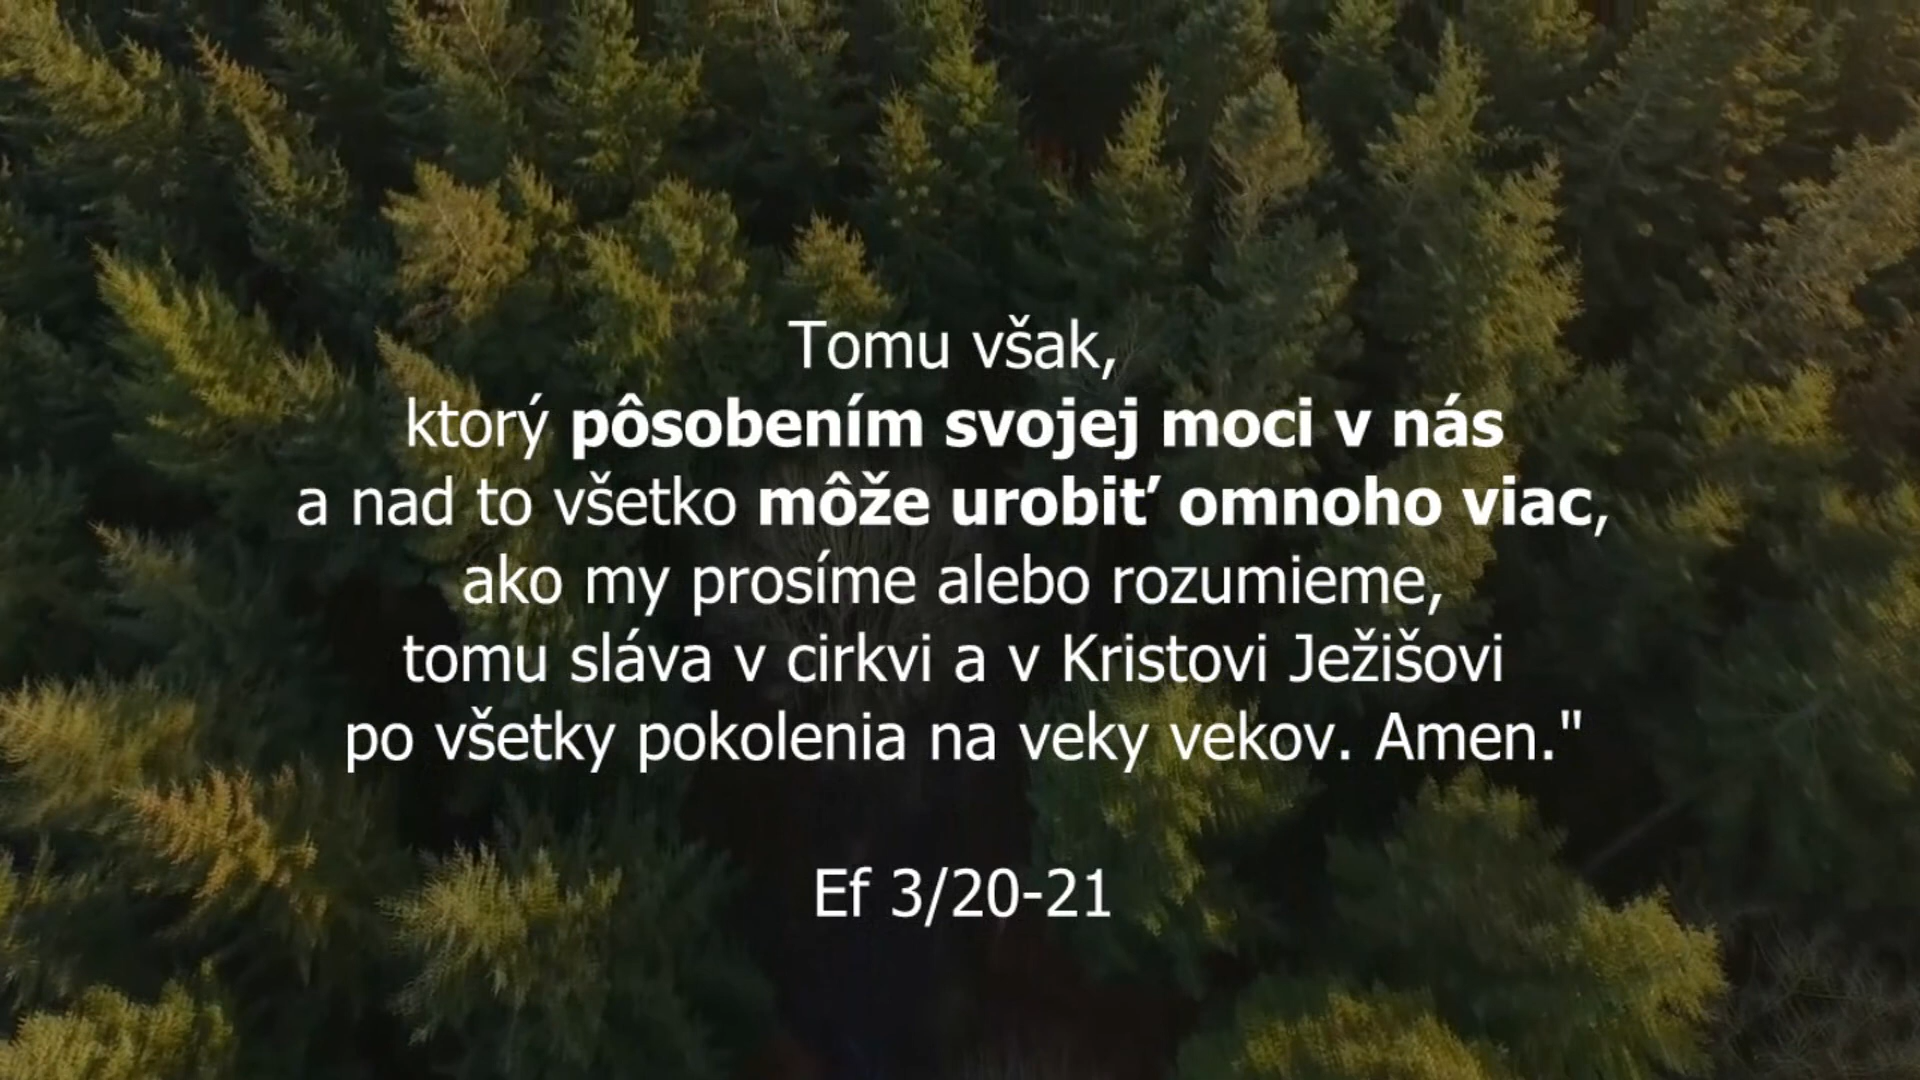 Tomu však,
ktorý pôsobením svojej moci v nás
a nad to všetko môže urobiť omnoho viac,
ako my prosíme alebo rozumieme,
tomu sláva v cirkvi a v Kristovi Ježišovi
po všetky pokolenia na veky vekov. Amen."
Ef 3/20-21